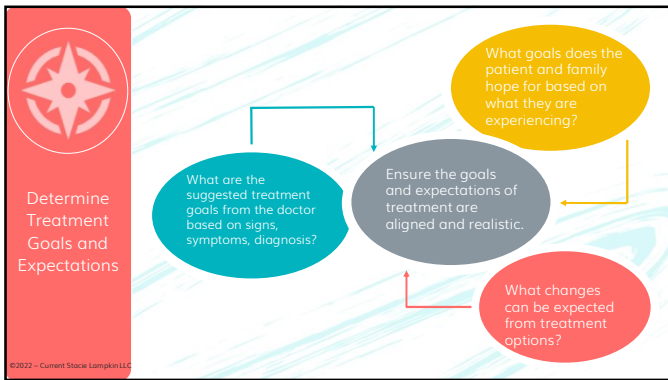 Determine
Treatment
Goals and
Expectations
What are the
suggested treatment
goals from the doctor
based on signs,
symptoms, diagnosis?
Ensure the goals
and expectations of
treatment are
aligned and realistic.
What goals does the
patient and family
hope for based on
what they are
experiencing?
What changes
can be expected
from treatment
options?
©2022 – Current Stacie Lampkin LLC